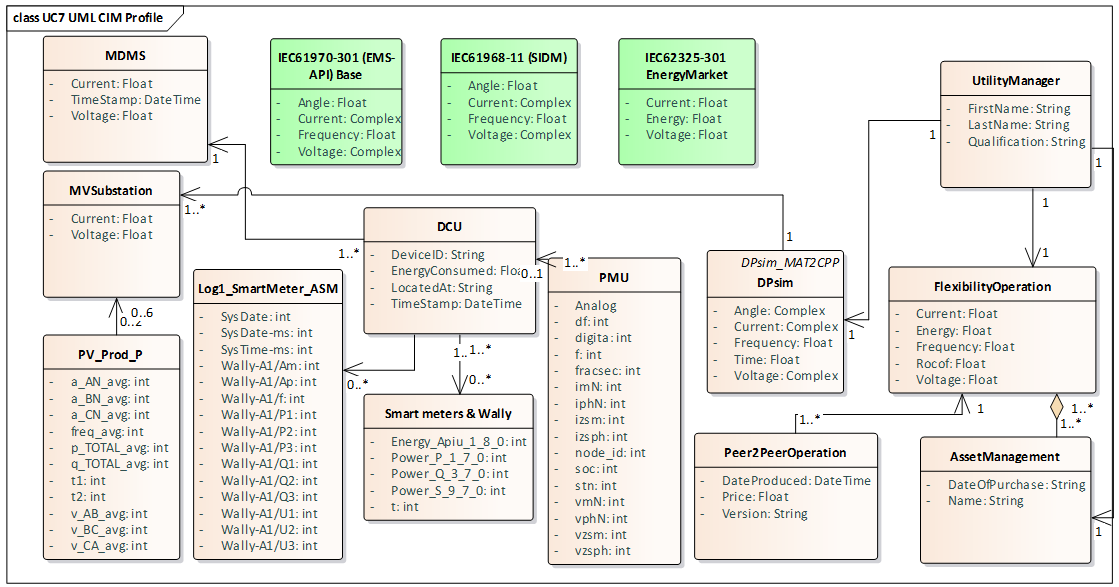 class UC7 UML CIM Profile
MDMS
- Current: Float
- TimeStamp: DateTime
- Voltage: Float
IEC61970-301 (EMS-
API) Base
- Angle: Float
- Current: Complex
- Frequency: Float
- Voltage: Complex
IEC61968-11 (SIDM)
- Angle: Float
- Current: Complex
- Frequency: Float
- Voltage: Complex
IEC62325-301
EnergyMarket
- Current: Float
- Energy: Float
- Voltage: Float
UtilityManager
- FirstName: String
- LastName: String
- Qualification: String
1
1
1
1
MVSubstation
- Current: Float
- Voltage: Float
1..*
DCU
- DeviceID: String
- EnergyConsumed: Floa
- LocatedAt: String
- TimeStamp: DateTime
1..*
0..1
1..*
1
1
DPsim_MAT2CPP
DPsim
- Angle: Complex
- Current: Complex
- Frequency: Float
- Time: Float
- Voltage: Complex
1
FlexibilityOperation
- Current: Float
- Energy: Float
- Frequency: Float
- Rocof: Float
- Voltage: Float
0..6
0..2
PV_Prod_P
- a_AN_avg: int
- a_BN_avg: int
- a_CN_avg: int
- freq_avg: int
- p_TOTAL_avg: int
- q_TOTAL_avg: int
- t1: int
- t2: int
- v_AB_avg: int
- v_BC_avg: int
- v_CA_avg: int
Log1_SmartMeter_ASM
- SysDate: int
- SysDate-ms: int
- SysTime-ms: int
- Wally-A1/Am: int
- Wally-A1/Ap: int
- Wally-A1/f: int
- Wally-A1/P1: int
- Wally-A1/P2: int
- Wally-A1/P3: int
- Wally-A1/Q1: int
- Wally-A1/Q2: int
- Wally-A1/Q3: int
- Wally-A1/U1: int
- Wally-A1/U2: int
- Wally-A1/U3: int
1..
1..*
0..*
0..*
Smart meters & Wally
- Energy_Apiu_1_8_0: int
- Power_P_1_7_0: int
- Power_Q_3_7_0: int
- Power_S_9_7_0: int
- t: int
PMU
- Analog
- df: int
- digita: int
- f: int
- fracsec: int
- imN: int
- iphN: int
- izsm: int
- izsph: int
- node_id: int
- soc: int
- stn: int
- vmN: int
- vphN: int
- vzsm: int
- vzsph: int
1..*
1
1..*
1..*
Peer2PeerOperation
- DateProduced: DateTime
- Price: Float
- Version: String
AssetManagement
- DateOfPurchase: String
- Name: String
1